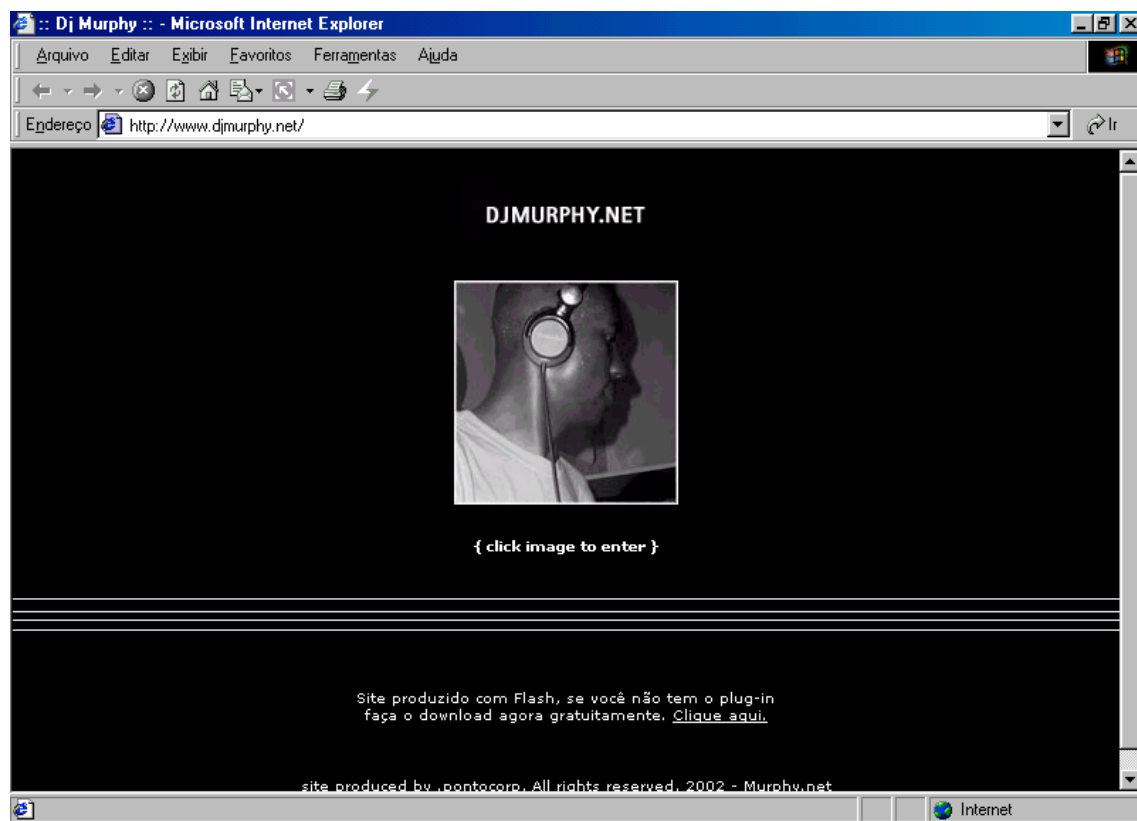 :: Dj Murphy :: - Microsoft Internet Explorer
Arquivo Editar Exibir Favoritos Ferramentas Ajuda
Endereço http://www.djmurphy.net/ Ir
DJMURPHY.NET
{ click image to enter }
Site produzido com Flash, se você não tem o plug-in
faça o download agora gratuitamente. Clique aqui.
site produced by .pontocorp. All rights reserved. 2002 - Murphy.net
Internet